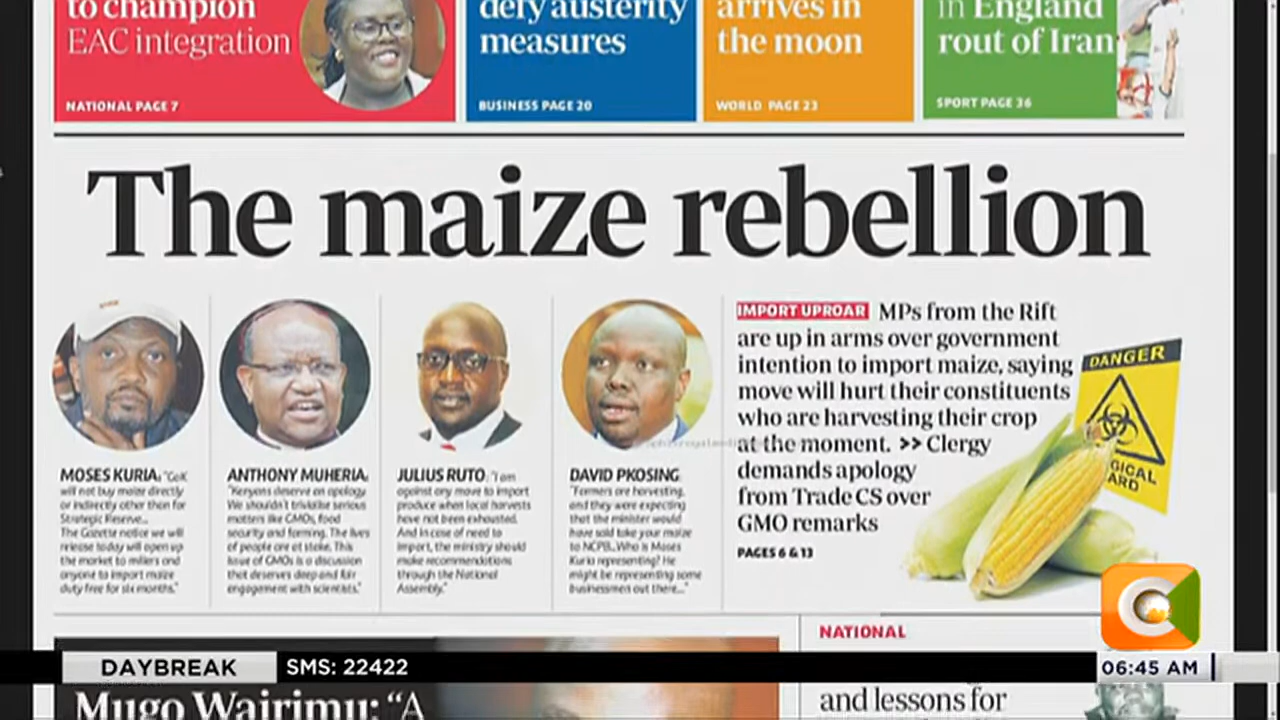 to champion
EAC integration
NATIONAL PAGE 7
defy austerity
measures
BUSINESS PAGE 20
arrives in
the moon
WORLD PAGE 23
in England
rout of Iran
SPORT PAGE 36
The maize rebellion
MOSES KURIA: "GoK
will not buy maize directly
or indirectly other than for
Strategic Reserve...
The Gazette notice we will
release today will open up
the market to millers and
anyone to import maize
duty free for six months."
ANTHONY MUHERIA:
"Kenyans deserve an apology.
We shouldn't trivialise serious
matters like GMOs, food
security and farming. The lives
of people are at stake. This
issue of GMOs is a discussion
that deserves deep and fair
engagement with scientists."
JULIUS RUTO: "I am
against any move to import
produce when local harvests
have not been exhausted.
And in case of need to
import, the ministry should
make recommendations
through the National
Assembly."
DAVID PKOSING:
"Farmers are harvesting,
and they were expecting
that the minister would
have said take your maize
to NCPB...Who is Moses
Kuria representing? He
might be representing some
businessmen out there..."
IMPORT UPROAR MPs from the Rift
are up in arms over government
intention to import maize, saying
move will hurt their constituents
who are harvesting their crop
at the moment. >> Clergy
demands apology
from Trade CS over
GMO remarks
PAGES 6 & 13
DANGER
GICAL
ARD
NATIONAL
DAYBREAK
SMS: 22422
06:45 AM
Mugo Wairimu: "A
and lessons for